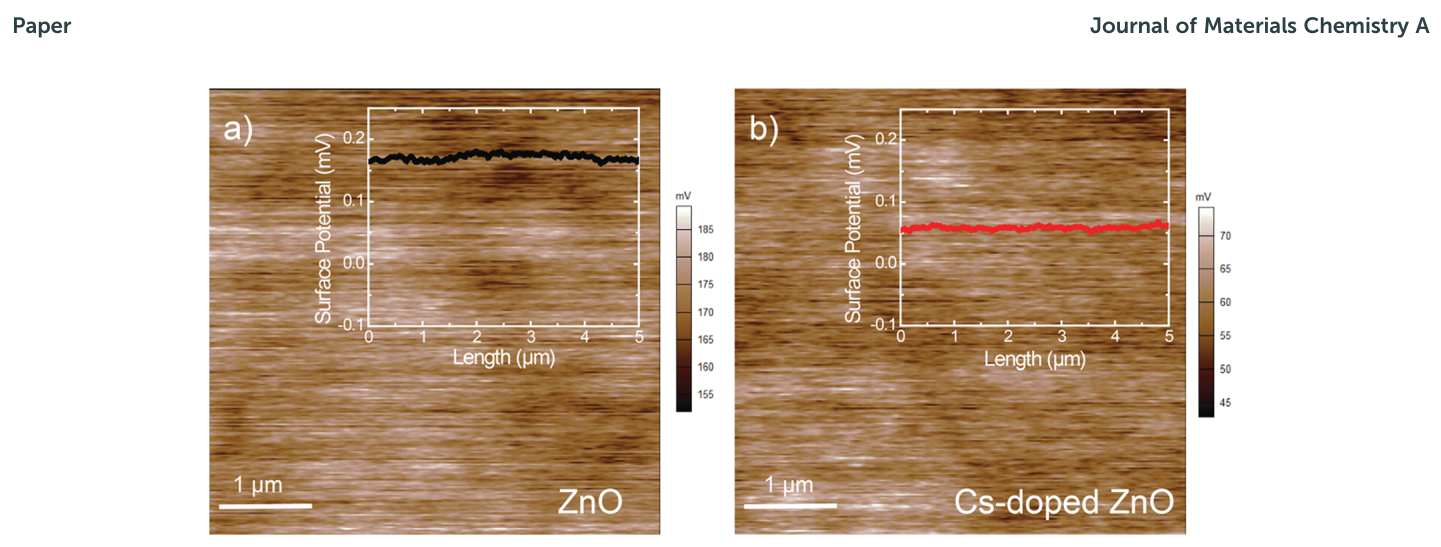 Paper
Journal of Materials Chemistry A
a)
Surface Potential (mV)
0.2
0.1
0.0
-0.1
0 1 2 3 4 5
Length (µm)
1 µm
ZnO
mV
185
180
175
170
165
160
155
b)
Surface Potential (mV)
0.2
0.1
0.0
-0.1
0 1 2 3 4 5
Length (µm)
1 µm
Cs-doped ZnO
mV
70
65
60
55
50
45